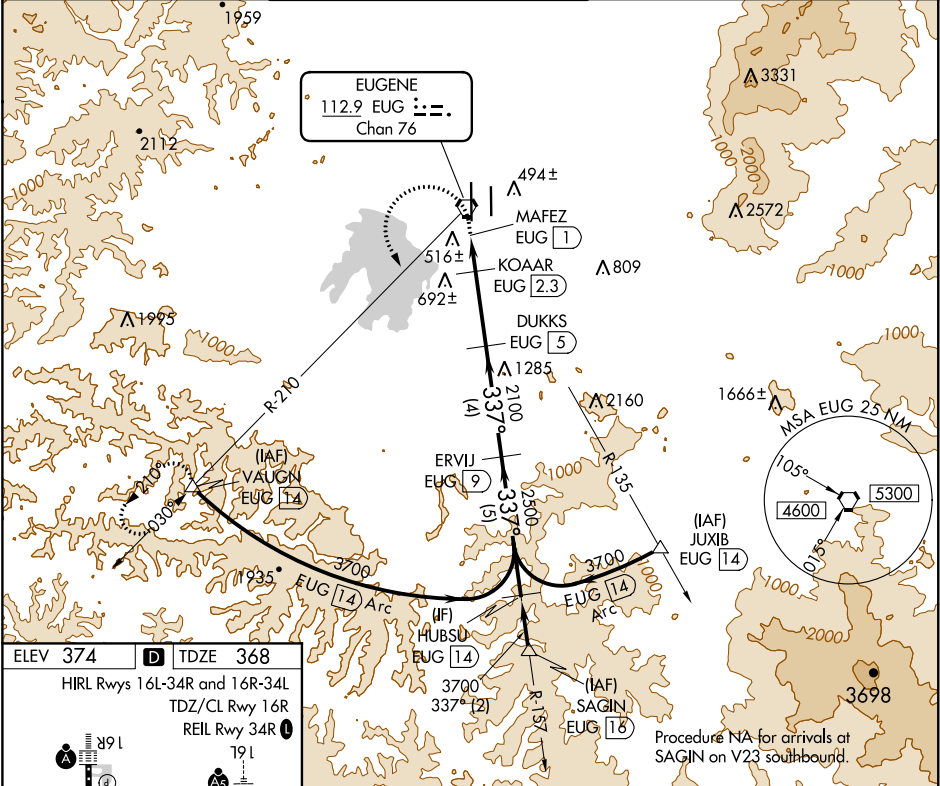 1959
3331
EUGENE
112.9 EUG
Chan 76
2112
1000
1000
2000
494±
2572
MAFEZ
EUG 1
516±
KOAAR
EUG 2.3
809
692±
1000
1995
1000
DUKKS
EUG 5
1000
1285
R-210
2100
337°
(4)
2160
1666±
MSA EUG 25 NM
105°
4600
5300
015°
R-135
ERVIJ
EUG 9
1000
2500
337°
(5)
(IAF)
VAUGN
EUG 14
210°
030°
(IAF)
JUXIB
EUG 14
3700
EUG 14 Arc
1935
3700
EUG 14
Arc
1000
1000
2000
(IF)
HUBSU
EUG 14
3700
337° (2)
R-157
(IAF)
SAGIN
EUG 16
3698
Procedure NA for arrivals at
SAGIN on V23 southbound.
ELEV 374 D TDZE 368
HIRL Rwys 16L-34R and 16R-34L
TDZ/CL Rwy 16R
REIL Rwy 34R L
16R
16L
A
P
A5